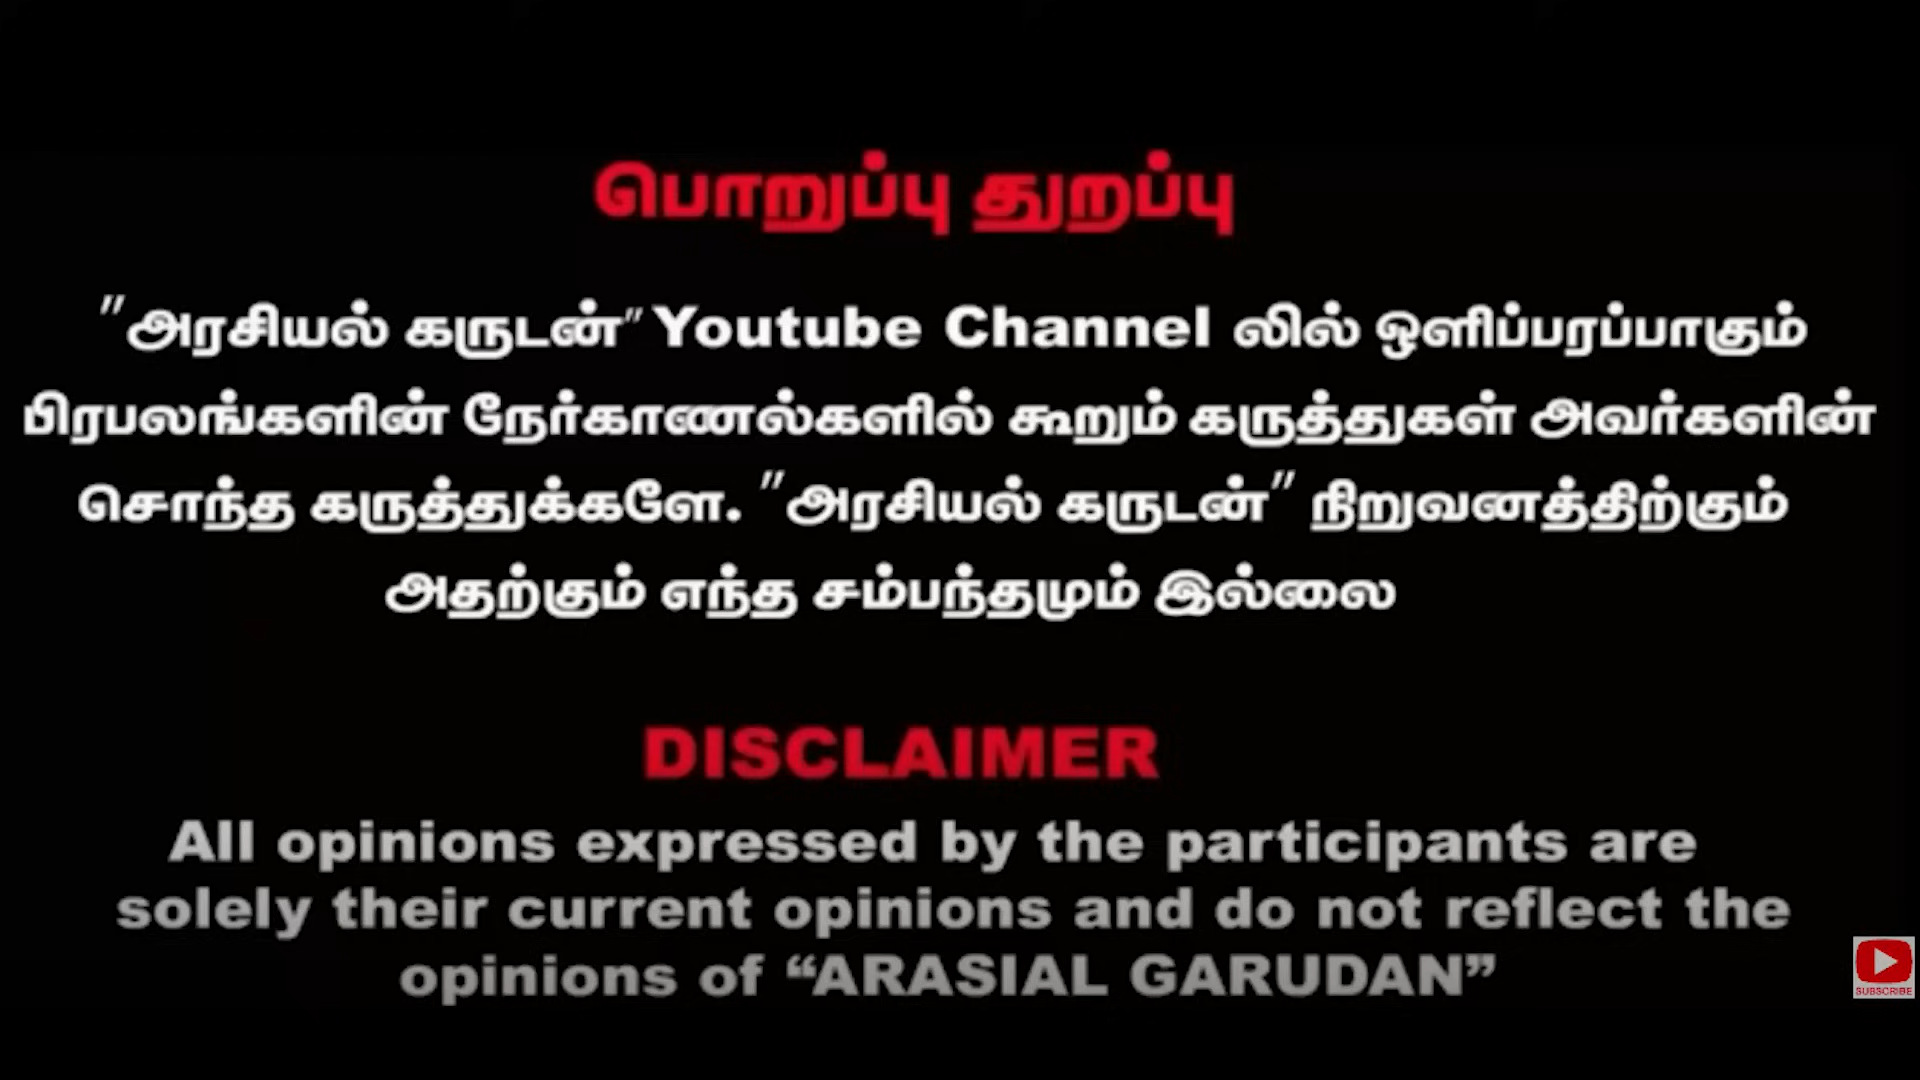 பொறுப்பு துறப்பு
"அரசியல் கருடன்" Youtube Channel லில் ஒளிப்பரப்பாகும்
பிரபலங்களின் நேர்காணல்களில் கூறும் கருத்துகள் அவர்களின்
சொந்த கருத்துக்களே. "அரசியல் கருடன்" நிறுவனத்திற்கும்
அதற்கும் எந்த சம்பந்தமும் இல்லை
DISCLAIMER
All opinions expressed by the participants are
solely their current opinions and do not reflect the
opinions of “ARASIAL GARUDAN”
SUBSCRIBE